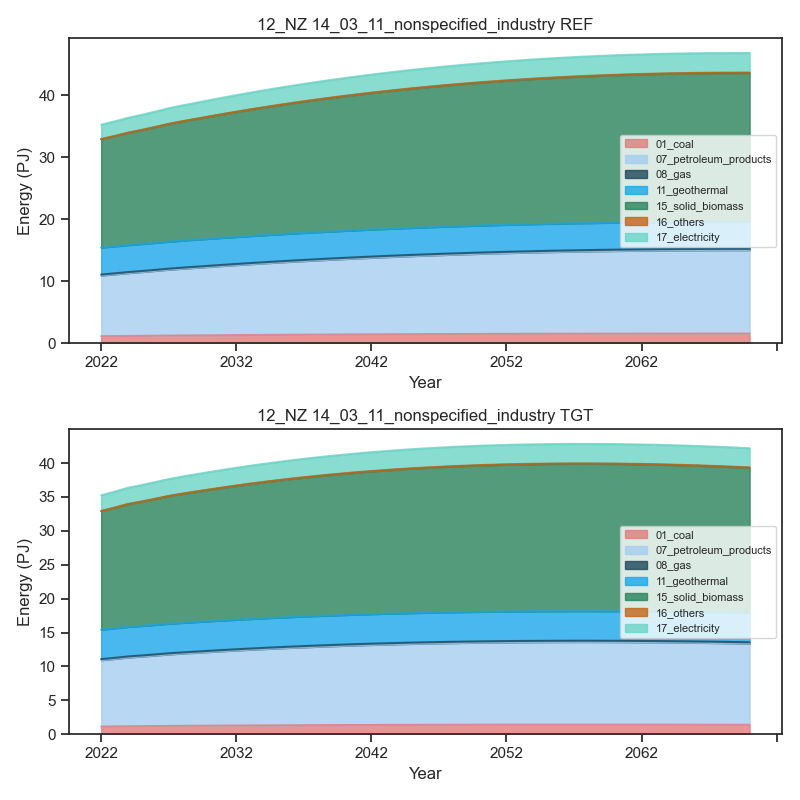 12_NZ 14_03_11_nonspecified_industry REF
Energy (PJ)
40
30
20
10
0
01_coal
07_petroleum_products
08_gas
11_geothermal
15_solid_biomass
16_others
17_electricity
2022 2032 2042 2052 2062
Year
12_NZ 14_03_11_nonspecified_industry TGT
Energy (PJ)
40
35
30
25
20
15
10
5
0
01_coal
07_petroleum_products
08_gas
11_geothermal
15_solid_biomass
16_others
17_electricity
2022 2032 2042 2052 2062
Year